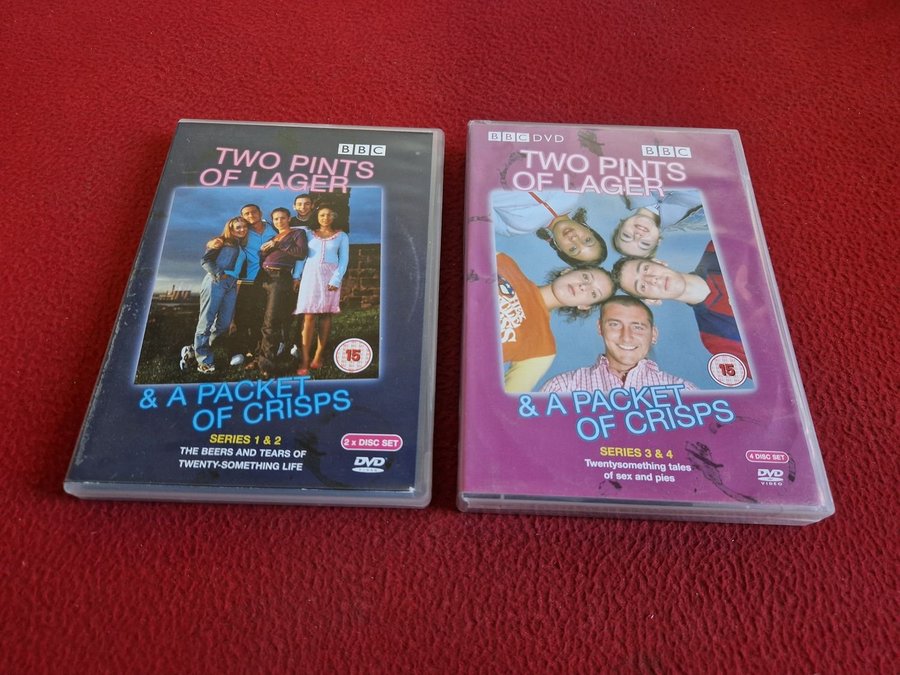 BBC
TWO PINTS
OF LAGER
15
& A PACKET
OF CRISPS
SERIES 1 & 2
THE BEERS AND TEARS OF
TWENTY-SOMETHING LIFE
2 x DISC SET
DVD
VIDEO
BBC DVD
BBC
TWO PINTS
OF LAGER
15
& A PACKET
OF CRISPS
SERIES 3 & 4
Twentysomething tales
of sex and pies
4 DISC SET
DVD
VIDEO